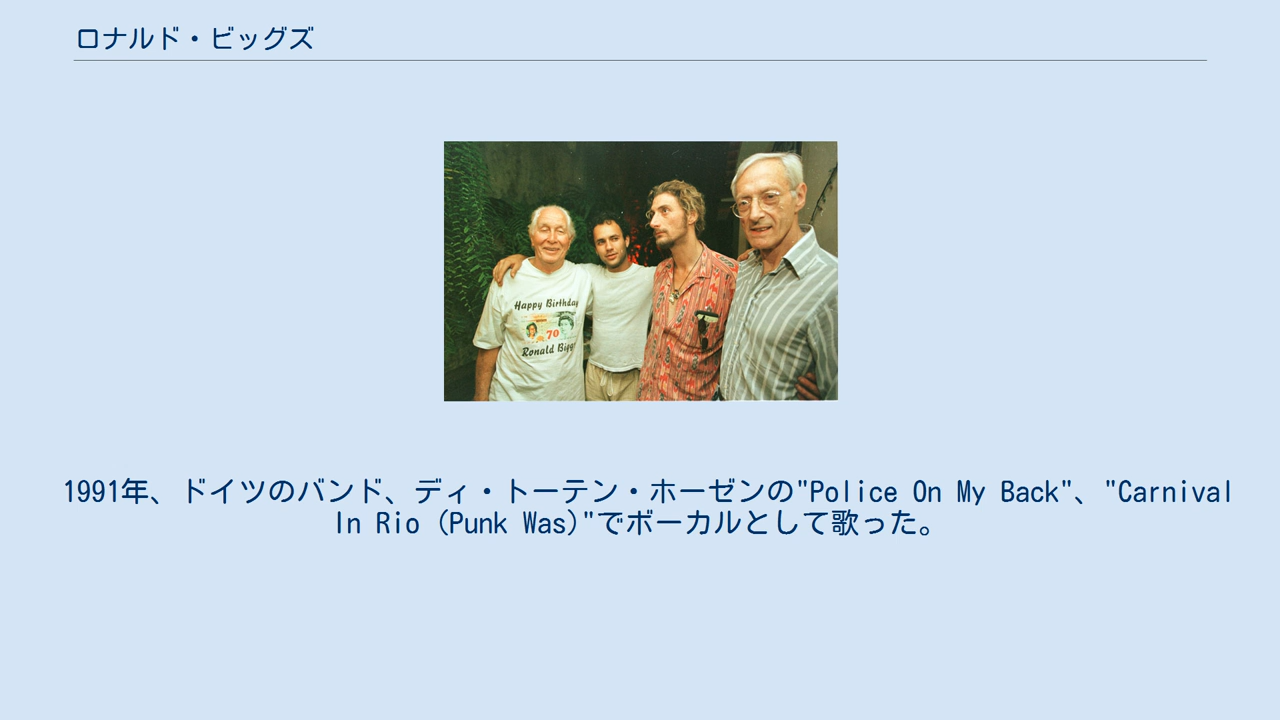 ロナルド・ビッグズ
Happy Birthday
70
Ronald Bigg
1991年、ドイツのバンド、ディ・トーテン・ホーゼンの"Police On My Back"、"Carnival
In Rio (Punk Was)"でボーカルとして歌った。